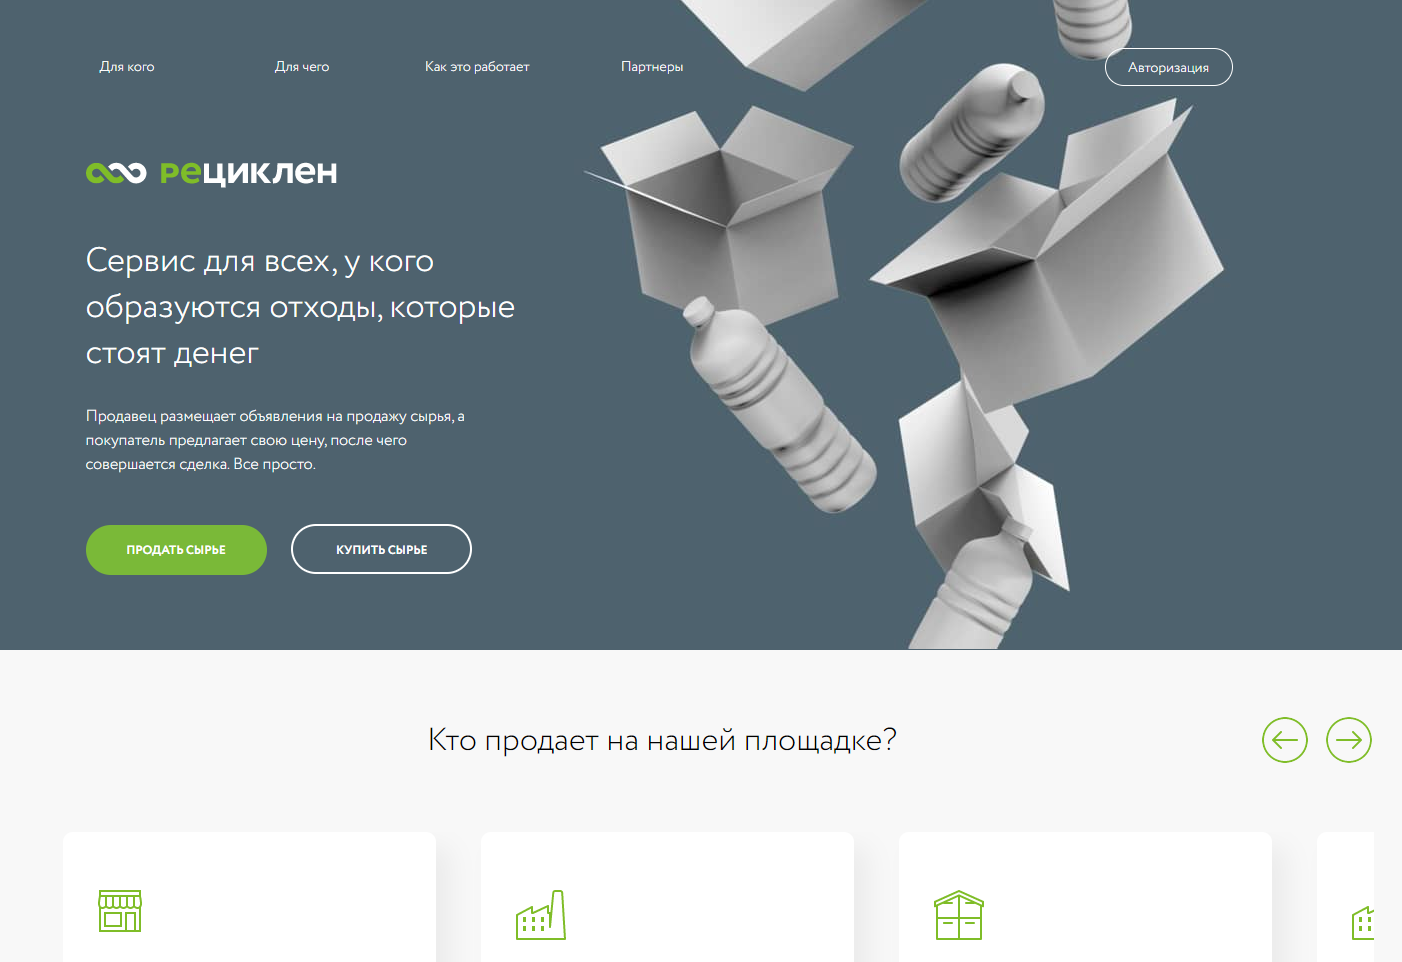 Для кого
Для чего
Как это работает
Партнеры
Авторизация
рециклен
Сервис для всех, у кого
образуются отходы, которые
стоят денег
Продавец размещает объявления на продажу сырья, а
покупатель предлагает свою цену, после чего
совершается сделка. Все просто.
ПРОДАТЬ СЫРЬЕ
КУПИТЬ СЫРЬЕ
Кто продает на нашей площадке?